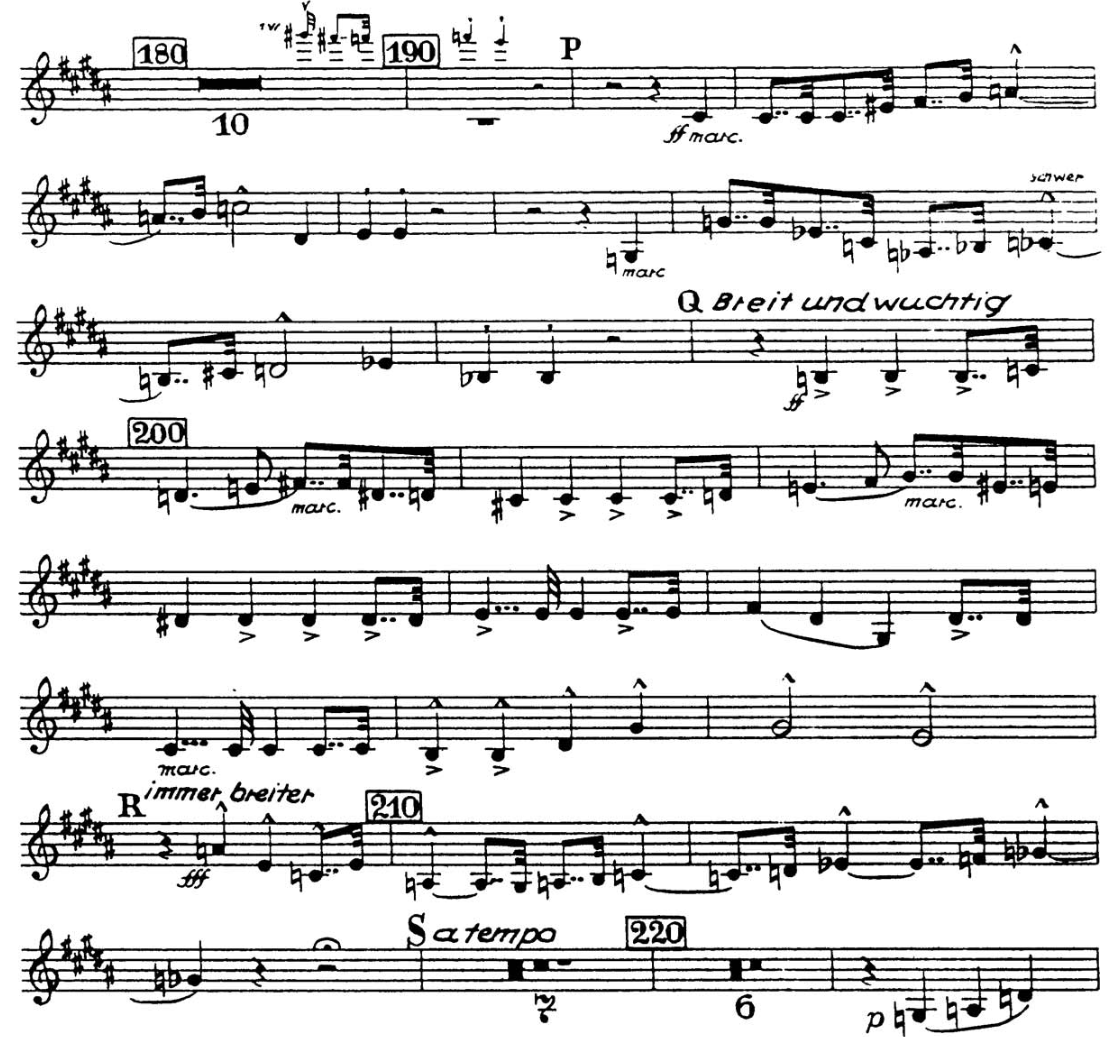 180 190 P
10
ff marc.
schwer
marc
Q Breit und wuchtig
ff
200
marc. marc.
marc.
R immer breiter 210
fff
S a tempo 220
7 6
p